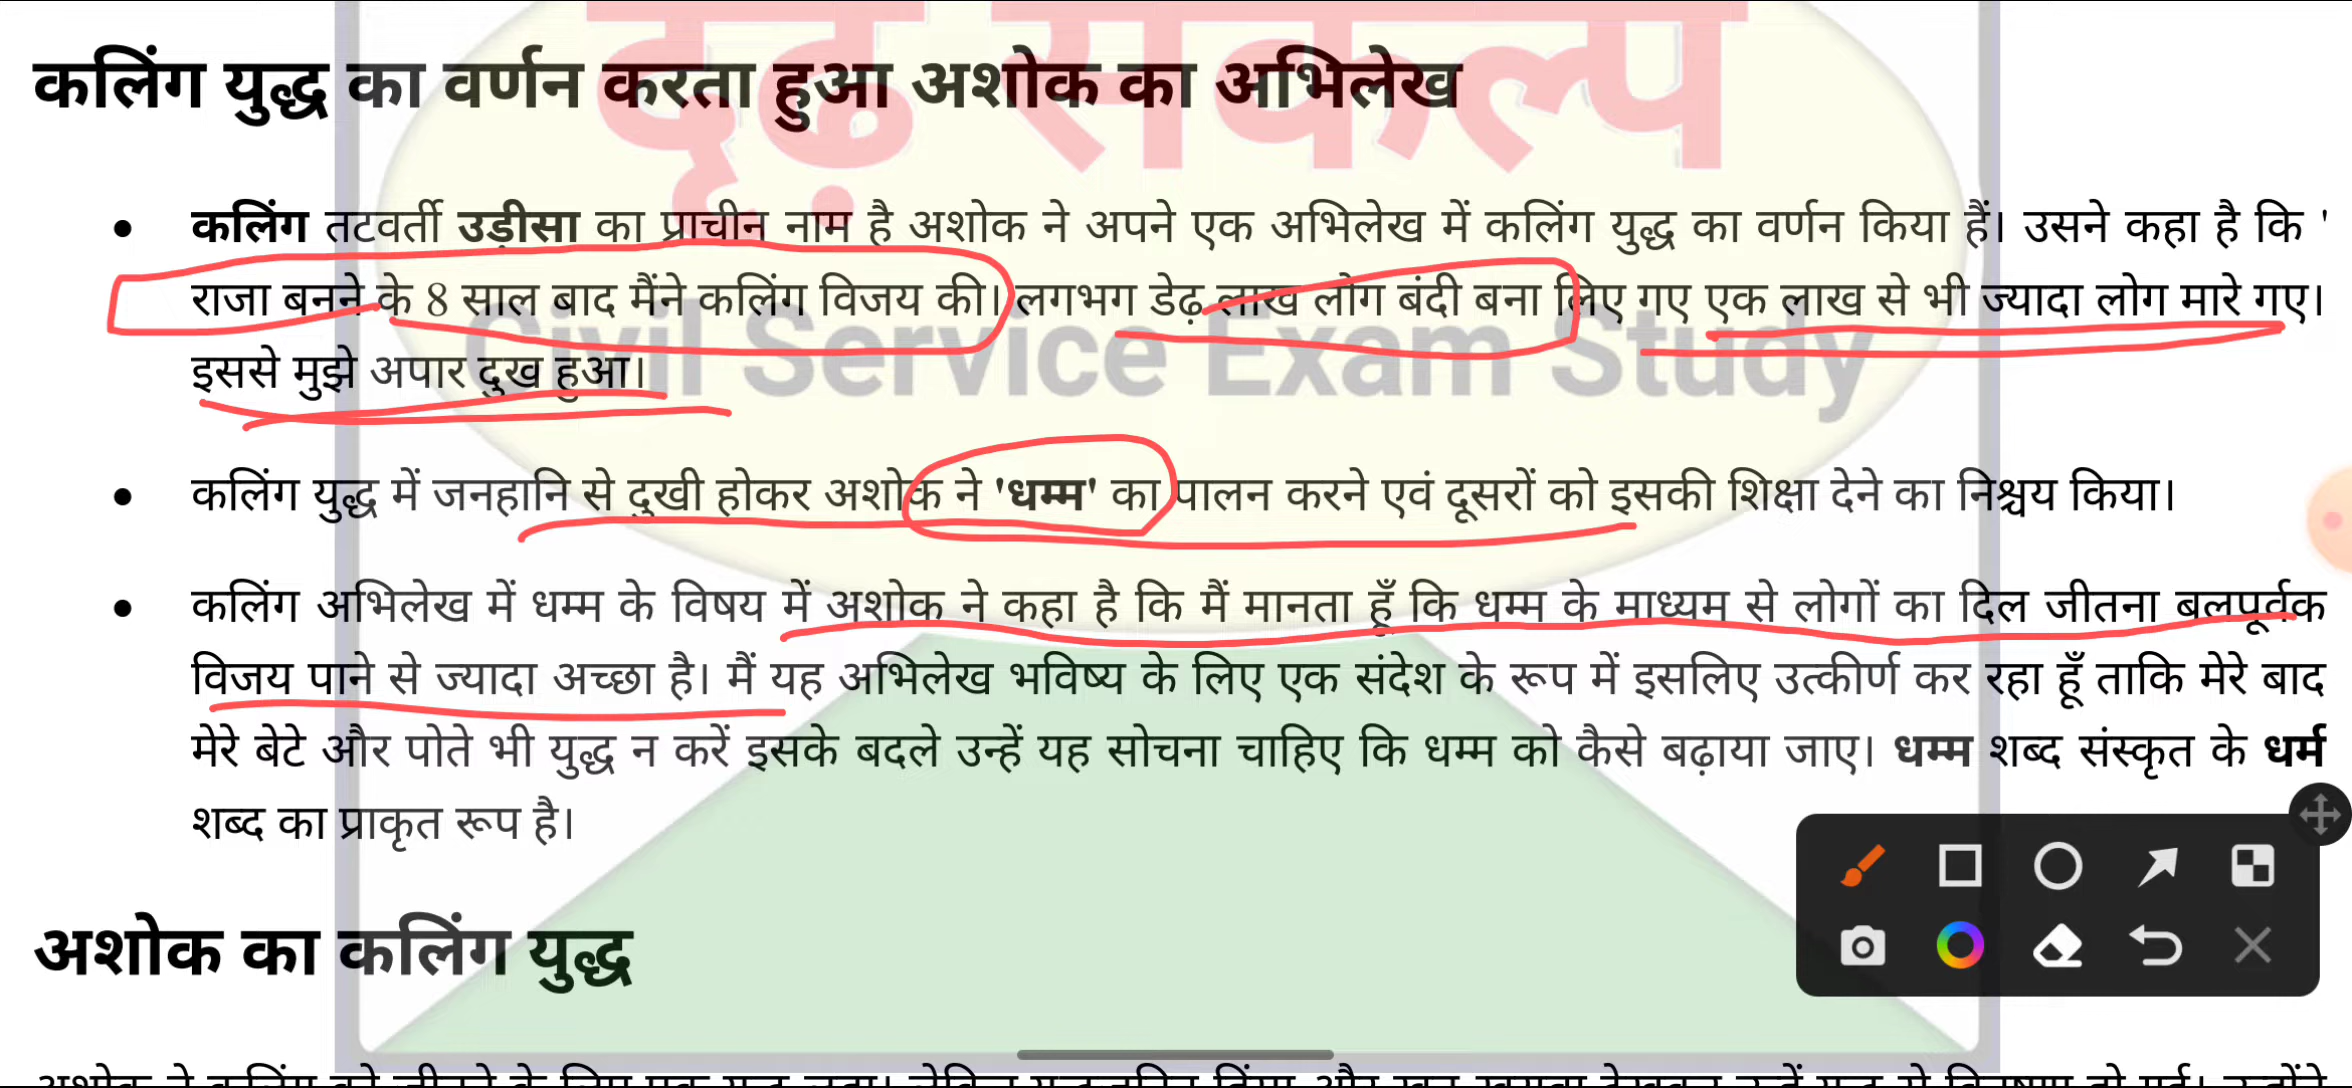 दृढ़ संकल्प
कलिंग युद्ध का वर्णन करता हुआ अशोक का अभिलेख
• कलिंग तटवर्ती उड़ीसा का प्राचीन नाम है अशोक ने अपने एक अभिलेख में कलिंग युद्ध का वर्णन किया हैं। उसने कहा है कि '
राजा बनने के 8 साल बाद मैंने कलिंग विजय की। लगभग डेढ़ लाख लोग बंदी बना लिए गए एक लाख से भी ज्यादा लोग मारे गए।
इससे मुझे अपार दुख हुआ।
Civil Service Exam Study
• कलिंग युद्ध में जनहानि से दुखी होकर अशोक ने 'धम्म' का पालन करने एवं दूसरों को इसकी शिक्षा देने का निश्चय किया।
• कलिंग अभिलेख में धम्म के विषय में अशोक ने कहा है कि मैं मानता हूँ कि धम्म के माध्यम से लोगों का दिल जीतना बलपूर्वक
विजय पाने से ज्यादा अच्छा है। मैं यह अभिलेख भविष्य के लिए एक संदेश के रूप में इसलिए उत्कीर्ण कर रहा हूँ ताकि मेरे बाद
मेरे बेटे और पोते भी युद्ध न करें इसके बदले उन्हें यह सोचना चाहिए कि धम्म को कैसे बढ़ाया जाए। धम्म शब्द संस्कृत के धर्म
शब्द का प्राकृत रूप है।
अशोक का कलिंग युद्ध